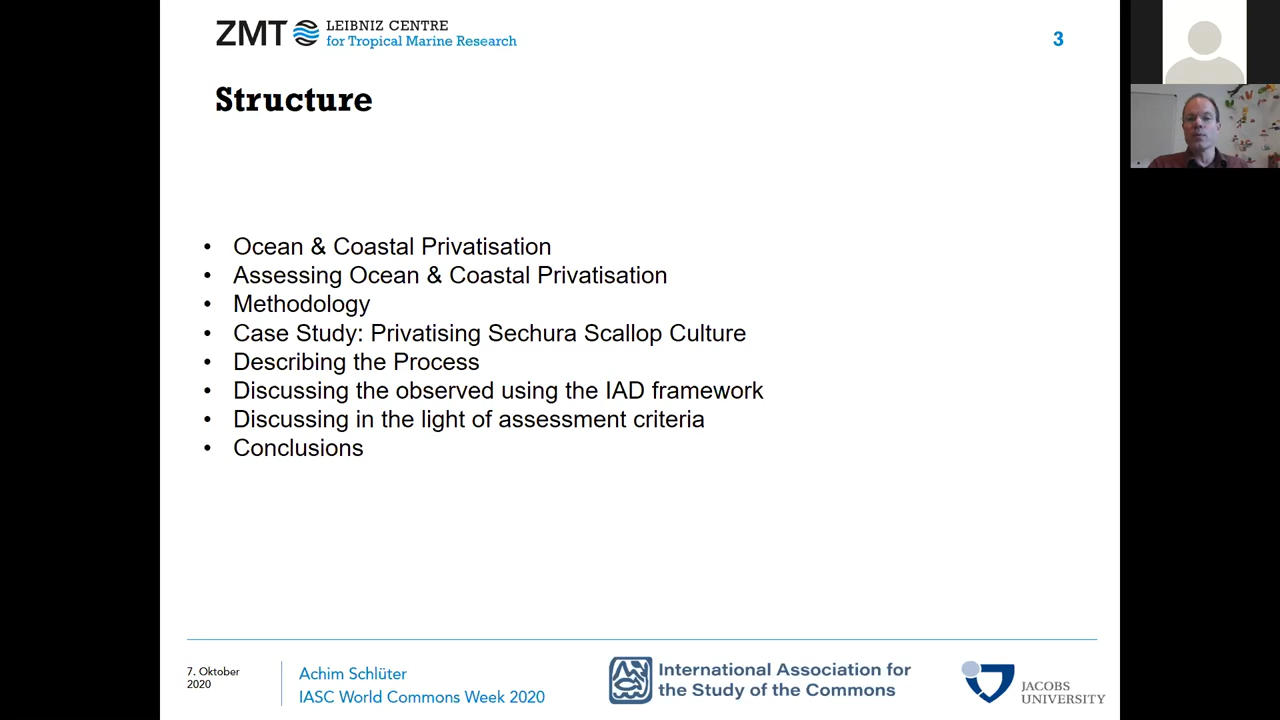 ZMT LEIBNIZ CENTRE
for Tropical Marine Research
3
Structure
• Ocean & Coastal Privatisation
• Assessing Ocean & Coastal Privatisation
• Methodology
• Case Study: Privatising Sechura Scallop Culture
• Describing the Process
• Discussing the observed using the IAD framework
• Discussing in the light of assessment criteria
• Conclusions
7. Oktober
2020
Achim Schlüter
IASC World Commons Week 2020
International Association for
the Study of the Commons
JACOBS
UNIVERSITY